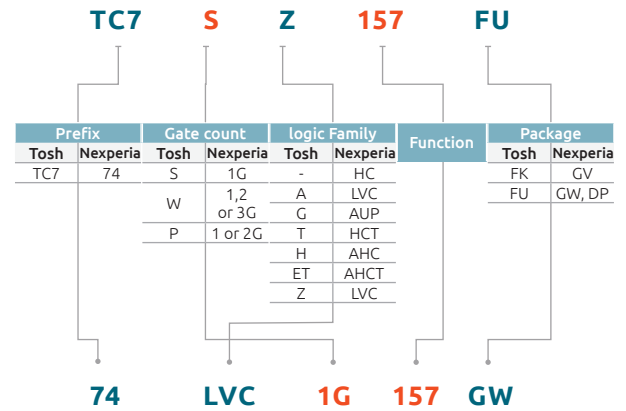 TC7 S Z 157 FU
Prefix Gate count logic Family Function Package
Tosh Nexperia Tosh Nexperia Tosh Nexperia Tosh Nexperia
TC7 74 S 1G - HC FK GV
W 1,2 or 3G A LVC FU GW, DP
G AUP
P 1 or 2G T HCT
H AHC
ET AHCT
Z LVC
74 LVC 1G 157 GW